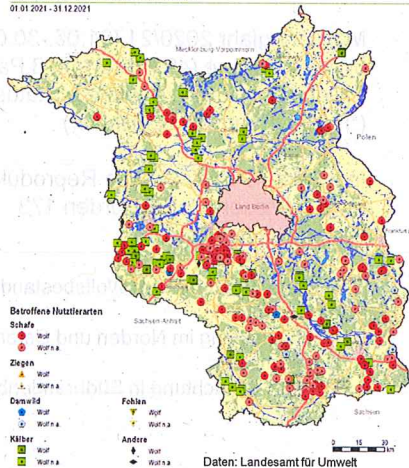 01 01 2021 - 31.12.2021
Mecklenburg-Vorpommern
Polen
Land Berlin
Frankfurt
Sachsen-Anhalt
Sachsen
Betroffene Nutztierarten
Schafe
Wolf
Wolf n.a.
Ziegen
Wolf
Wolf n.a.
Damwild
Wolf
Wolf n.a.
Kälber
Wolf
Wolf n.a.
Fohlen
Wolf
Wolf n.a.
Andere
Wolf
Wolf n.a.
0 15 30
km
Daten: Landesamt für Umwelt